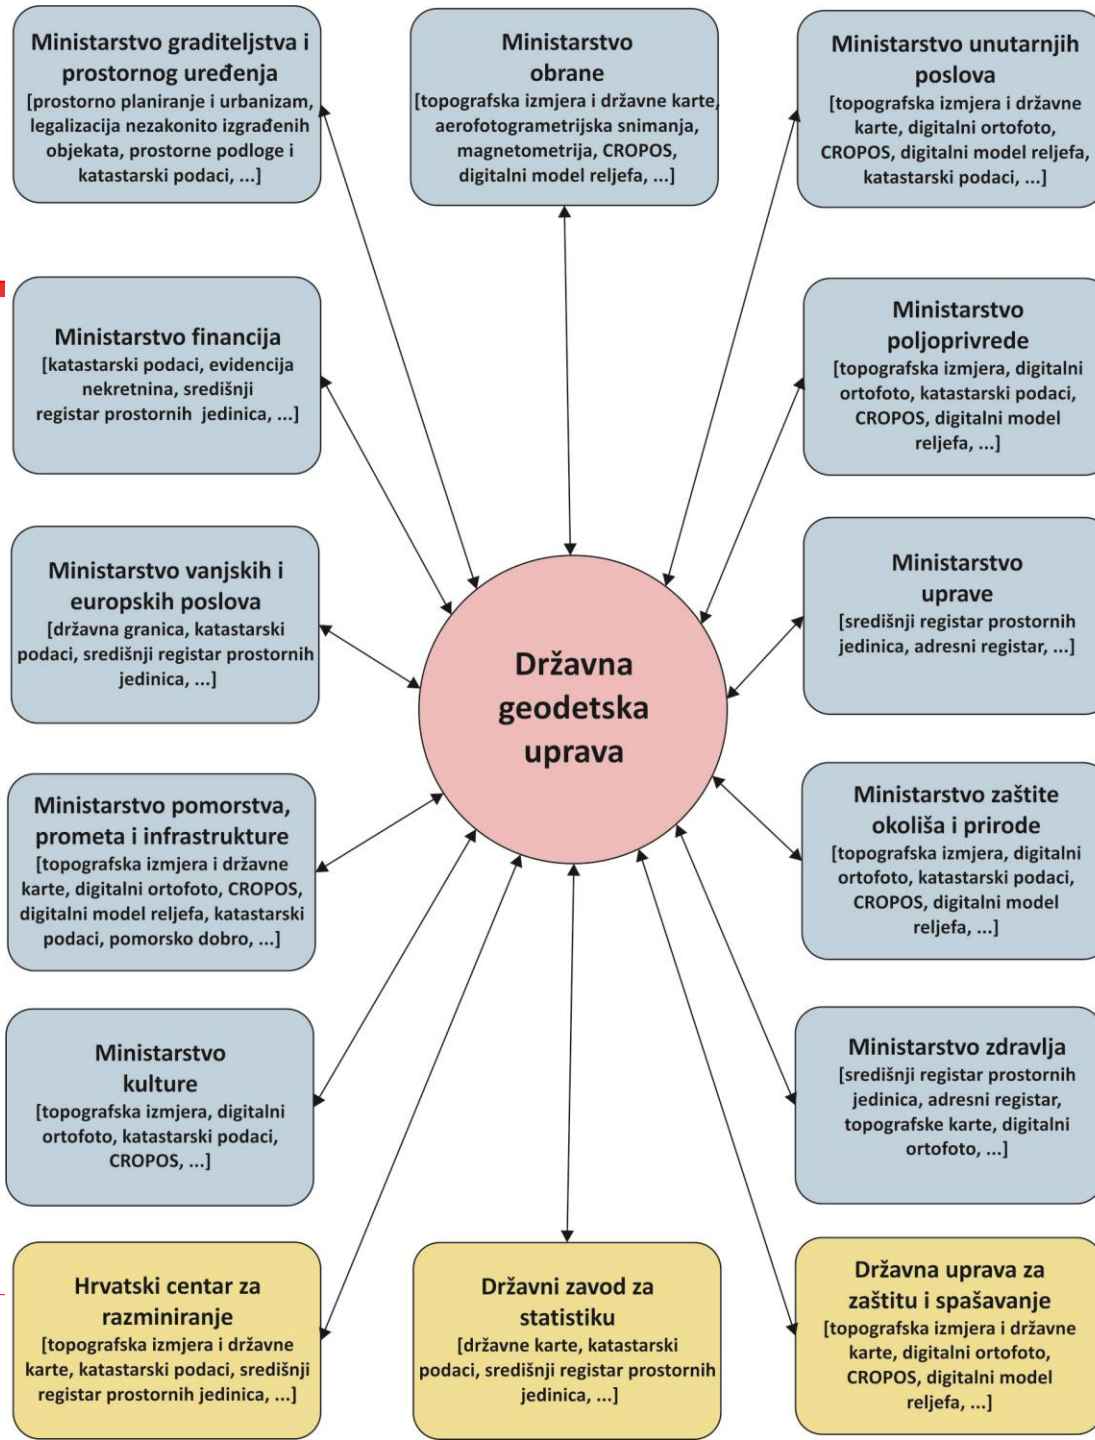 Ministarstvo graditeljstva i
prostornog uređenja
[prostorno planiranje i urbanizam,
legalizacija nezakonito izgrađenih
objekata, prostorne podloge i
katastarski podaci, ...]
Ministarstvo
obrane
[topografska izmjera i državne karte,
aerofotogrametrijska snimanja,
magnetometrija, CROPOS,
digitalni model reljefa, ...]
Ministarstvo unutarnjih
poslova
[topografska izmjera i državne
karte, digitalni ortofoto,
CROPOS, digitalni model reljefa,
katastarski podaci, ...]
Ministarstvo financija
[katastarski podaci, evidencija
nekretnina, središnji
registar prostornih jedinica, ...]
Ministarstvo
poljoprivrede
[topografska izmjera, digitalni
ortofoto, katastarski podaci,
CROPOS, digitalni model
reljefa, ...]
Ministarstvo vanjskih i
europskih poslova
[državna granica, katastarski
podaci, središnji registar prostornih
jedinica, ...]
Državna
geodetska
uprava
Ministarstvo
uprave
[središnji registar prostornih
jedinica, adresni registar, ...]
Ministarstvo pomorstva,
prometa i infrastrukture
[topografska izmjera i državne
karte, digitalni ortofoto, CROPOS,
digitalni model reljefa, katastarski
podaci, pomorsko dobro, ...]
Ministarstvo zaštite
okoliša i prirode
[topografska izmjera, digitalni
ortofoto, katastarski podaci,
CROPOS, digitalni model
reljefa, ...]
Ministarstvo
kulture
[topografska izmjera, digitalni
ortofoto, katastarski podaci,
CROPOS, ...]
Ministarstvo zdravlja
[središnji registar prostornih
jedinica, adresni registar,
topografske karte, digitalni
ortofoto, ...]
Hrvatski centar za
razminiranje
[topografska izmjera i državne
karte, katastarski podaci, središnji
registar prostornih jedinica, ...]
Državni zavod za
statistiku
[državne karte, katastarski
podaci, središnji registar prostornih
jedinica, ...]
Državna uprava za
zaštitu i spašavanje
[topografska izmjera i državne
karte, digitalni ortofoto,
CROPOS, digitalni model
reljefa, ...]